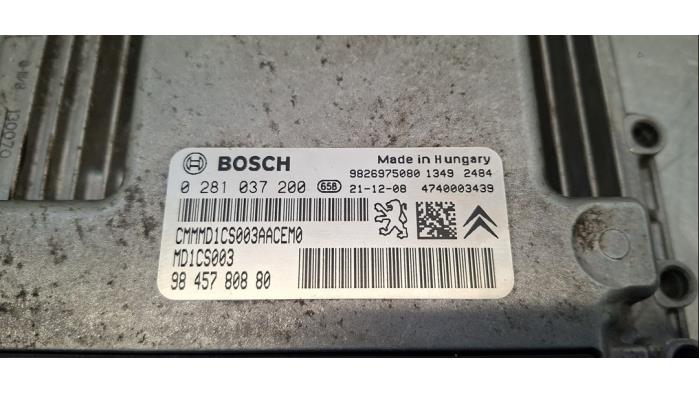 BOSCH
Made in Hungary
9826975080 1349 2484
0 281 037 200 65B 21-12-08 4740003439
CMMMD1CS003AACEM0
MD1CS003
98 457 808 80